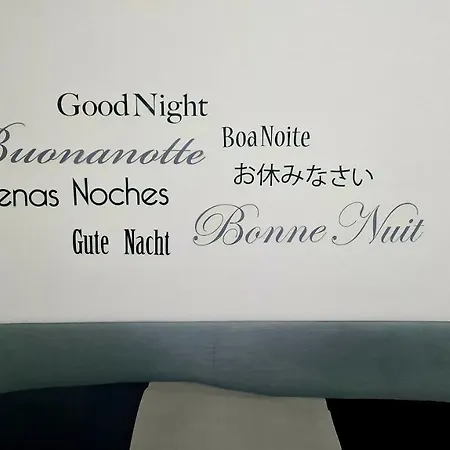 Good Night
Buonanotte
Boa Noite
お休みなさい
enas Noches
Gute Nacht
Bonne Nuit